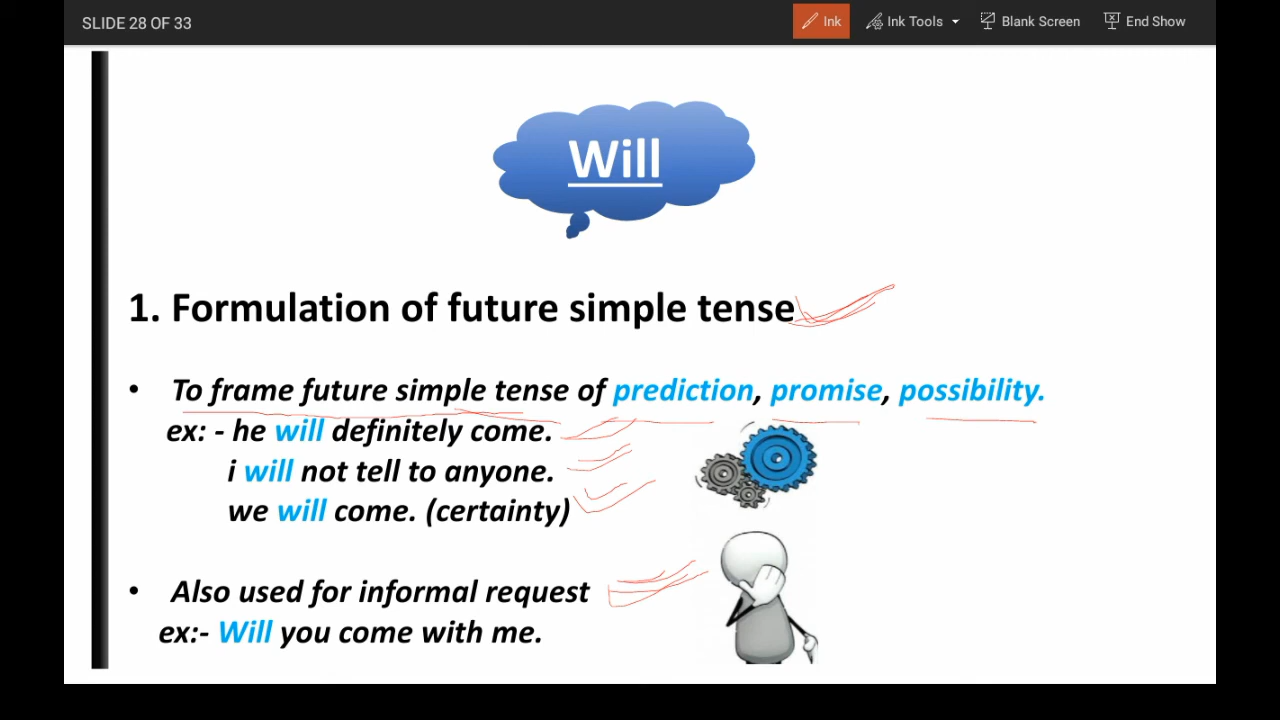 SLIDE 28 OF 33
Ink
Ink Tools
Blank Screen
End Show
Will
1. Formulation of future simple tense
• To frame future simple tense of prediction, promise, possibility.
ex: - he will definitely come.
i will not tell to anyone.
we will come. (certainty)
• Also used for informal request
ex:- Will you come with me.